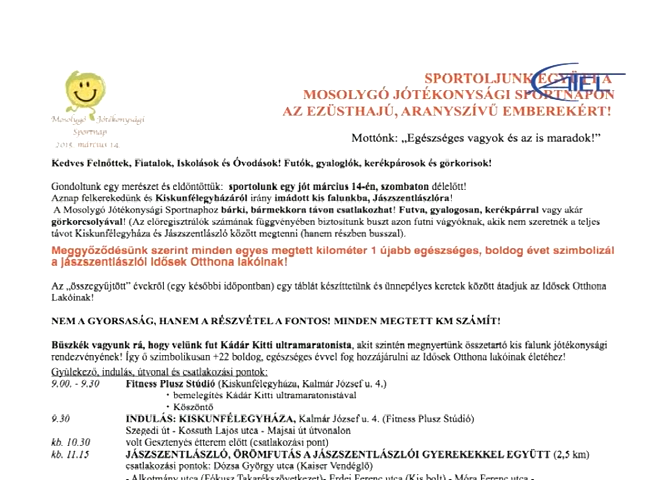 SPORTOLJUNK EGYÜTT A
MOSOLYGÓ JÓTÉKONYSÁGI SPORTNAPON
AZ EZÜSTHAJÚ, ARANYSZÍVŰ EMBEREKÉRT!
Mosolygó Jótékonysági
Sportnap
2015. március 14.
Mottónk: „Egészséges vagyok és az is maradok!”
Kedves Felnőttek, Fiatalok, Iskolások és Óvodások! Futók, gyaloglók, kerékpárosok és görkorisok!
Gondoltunk egy merészet és eldöntöttük: sportolunk egy jót március 14-én, szombaton délelőtt!
Aznap felkerekedünk és Kiskunfélegyházáról irány imádott kis falunkba, Jászszentlászlóra!
A Mosolygó Jótékonysági Sportnaphoz bárki, bármekkora távon csatlakozhat! Futva, gyalogosan, kerékpárral vagy akár
görkorcsolyával! (Az előregisztrálók számának függvényében biztosítunk buszt azon futni vágyóknak, akik nem szeretnék a teljes
távot Kiskunfélegyháza és Jászszentlászló között megtenni (hanem részben busszal).
Meggyőződésünk szerint minden egyes megtett kilométer 1 újabb egészséges, boldog évet szimbolizál
a jászszentlászlói Idősek Otthona lakóinak!
Az „összegyűjtött” évekről (egy későbbi időpontban) egy táblát készíttetünk és ünnepélyes keretek között átadjuk az Idősek Otthona
Lakóinak!
NEM A GYORSASÁG, HANEM A RÉSZVÉTEL A FONTOS! MINDEN MEGTETT KM SZÁMÍT!
Büszkék vagyunk rá, hogy velünk fut Kádár Kitti ultramaratonista, akit szintén megnyertünk összetartó kis falunk jótékonysági
rendezvényének! Így ő szimbolikusan +22 boldog, egészséges évvel fog hozzájárulni az Idősek Otthona lakóinak életéhez!
Gyülekező, indulás, útvonal és csatlakozási pontok:
9.00. - 9.30 Fitness Plusz Stúdió (Kiskunfélegyháza, Kalmár József u. 4.)
• bemelegítés Kádár Kitti ultramaratonistával
• Köszöntő
9.30 INDULÁS: KISKUNFÉLEGYHÁZA, Kalmár József u. 4. (Fitness Plusz Stúdió)
Szegedi út - Kossuth Lajos utca - Majsai út útvonalon
kb. 10.30 volt Gesztenyés étterem előtt (csatlakozási pont)
kb. 11.15 JÁSZSZENTLÁSZLÓ, ÖRÖMFUTÁS A JÁSZSZENTLÁSZLÓI GYEREKEKKEL EGYÜTT (2,5 km)
csatlakozási pontok: Dózsa György utca (Kaiser Vendéglő)
- Alkotmány utca (Fókusz Takarékszövetkezet)- Erdei Ferenc utca (Kis bolt) - Móra Ferenc utca -